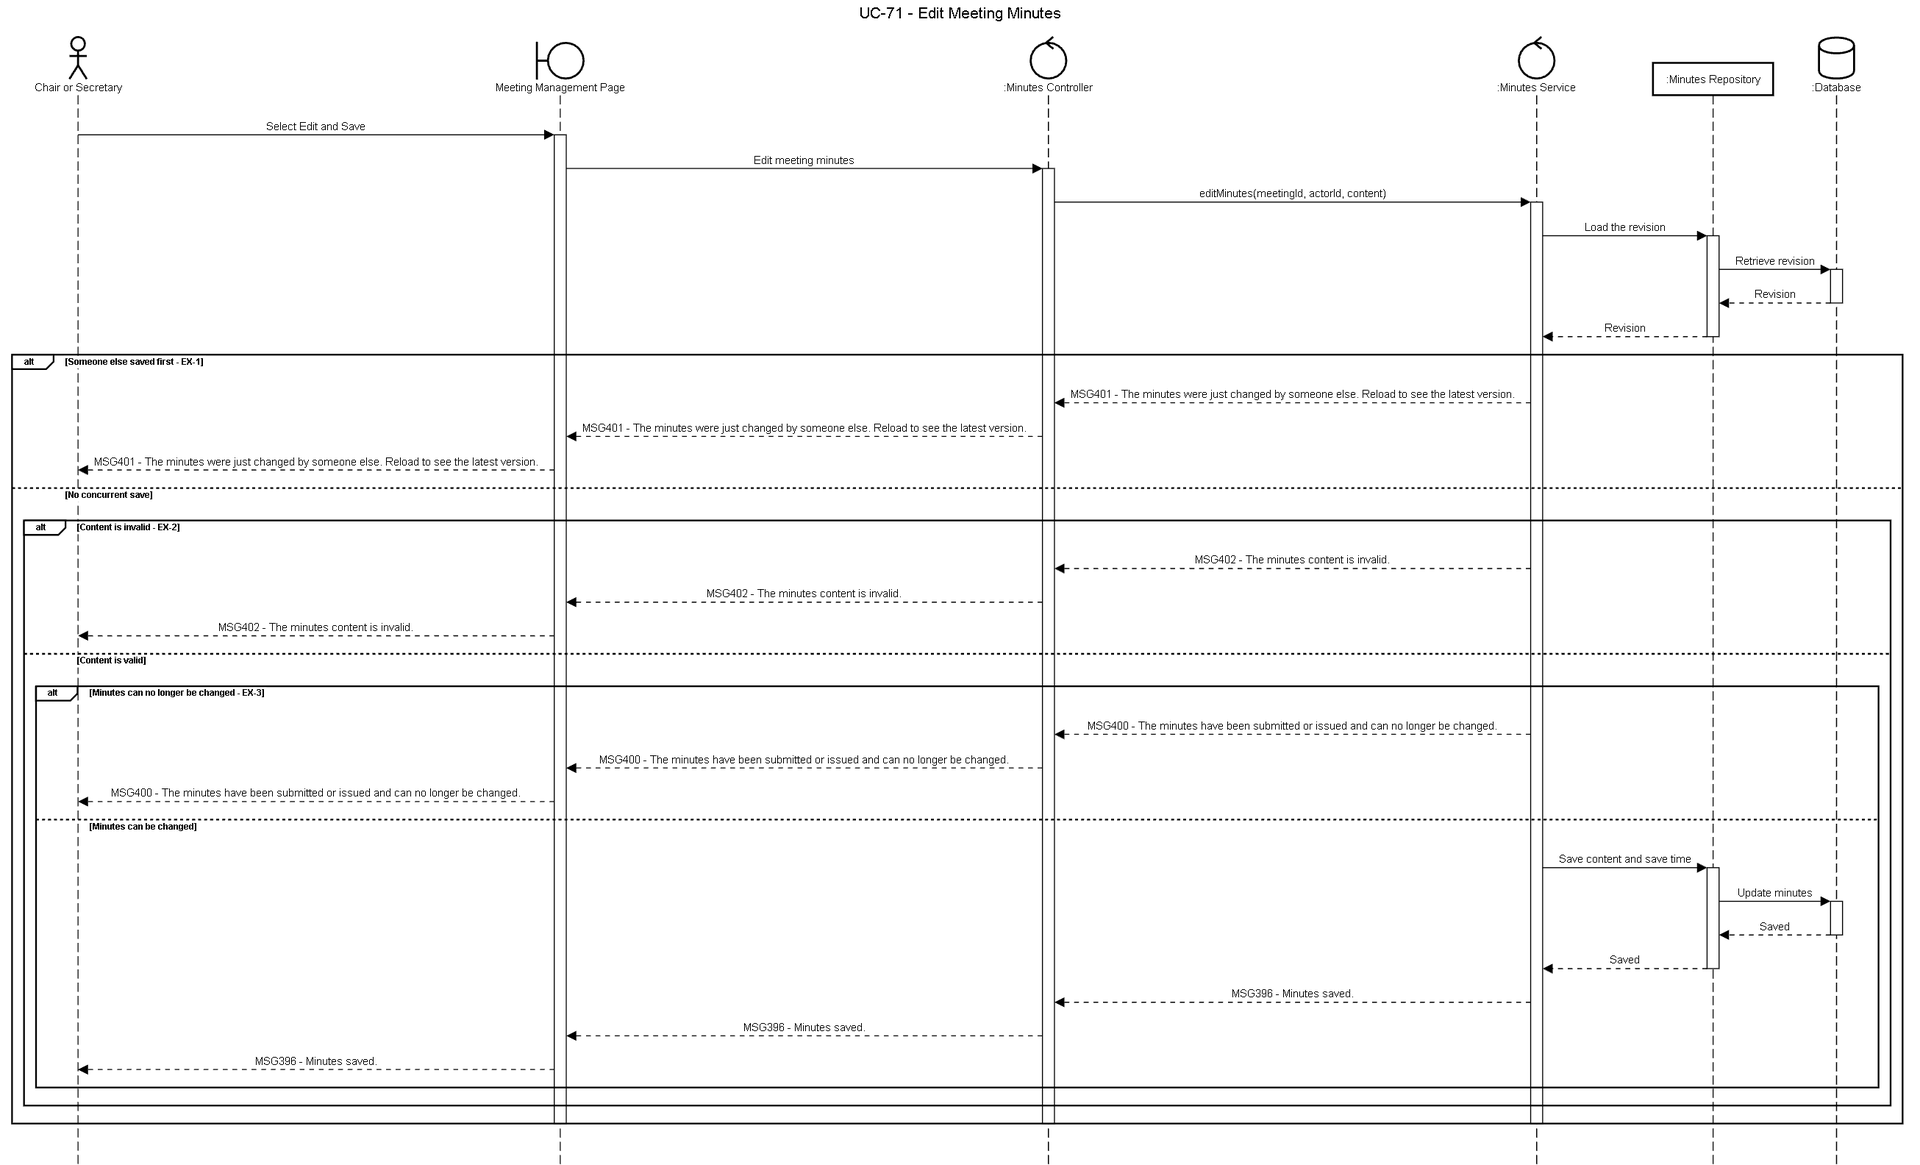 UC-71 - Edit Meeting Minutes
Chair or Secretary
Meeting Management Page
:Minutes Controller
:Minutes Service
:Minutes Repository
:Database
Select Edit and Save
Edit meeting minutes
editMinutes(meetingId, actorId, content)
Load the revision
Retrieve revision
Revision
Revision
alt [Someone else saved first - EX-1]
MSG401 - The minutes were just changed by someone else. Reload to see the latest version.
MSG401 - The minutes were just changed by someone else. Reload to see the latest version.
MSG401 - The minutes were just changed by someone else. Reload to see the latest version.
[No concurrent save]
alt [Content is invalid - EX-2]
MSG402 - The minutes content is invalid.
MSG402 - The minutes content is invalid.
MSG402 - The minutes content is invalid.
[Content is valid]
alt [Minutes can no longer be changed - EX-3]
MSG400 - The minutes have been submitted or issued and can no longer be changed.
MSG400 - The minutes have been submitted or issued and can no longer be changed.
MSG400 - The minutes have been submitted or issued and can no longer be changed.
[Minutes can be changed]
Save content and save time
Update minutes
Saved
Saved
MSG396 - Minutes saved.
MSG396 - Minutes saved.
MSG396 - Minutes saved.